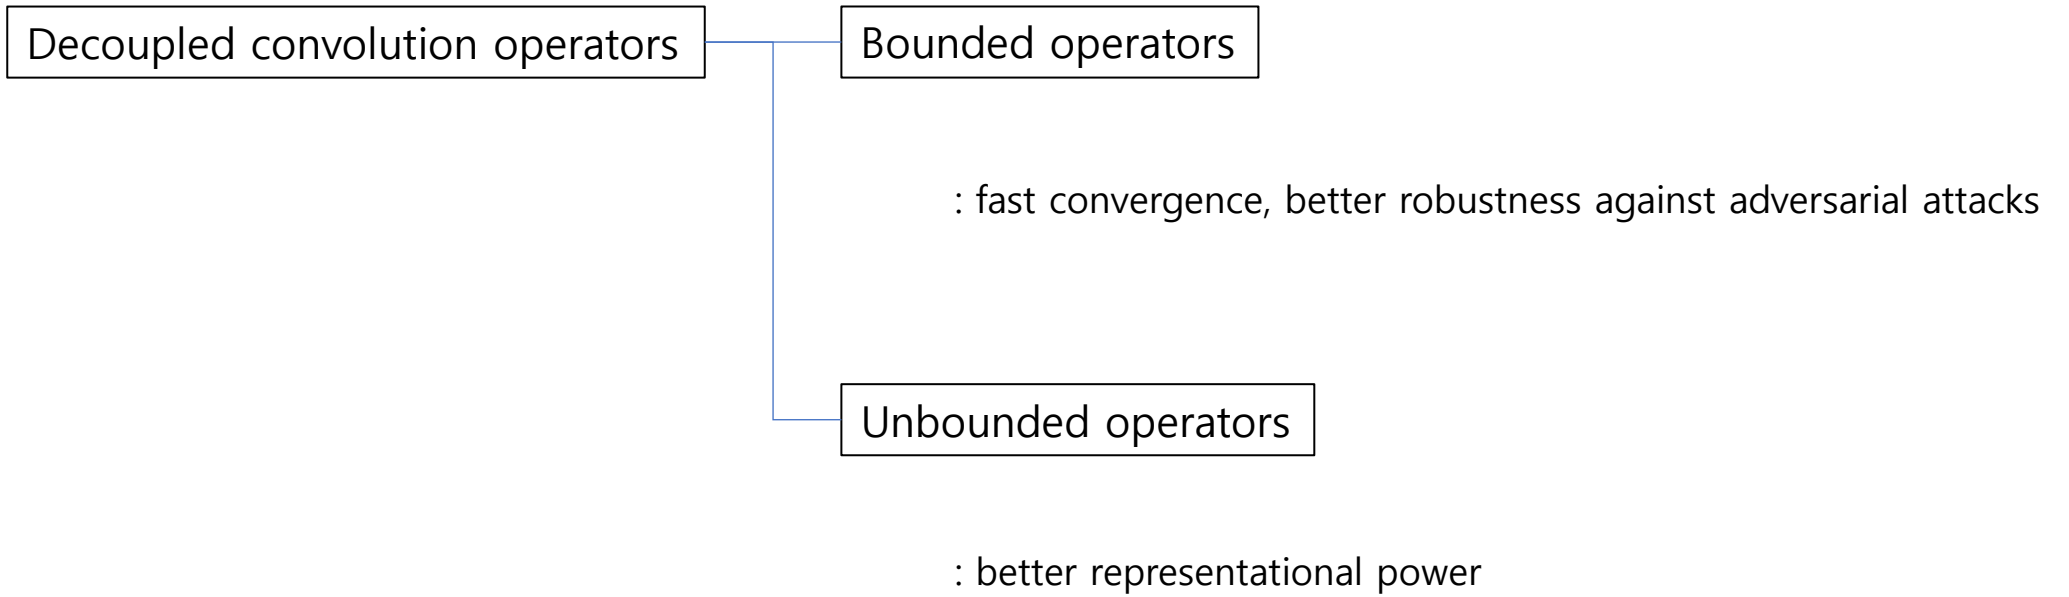 Decoupled convolution operators
Bounded operators
: fast convergence, better robustness against adversarial attacks
Unbounded operators
: better representational power